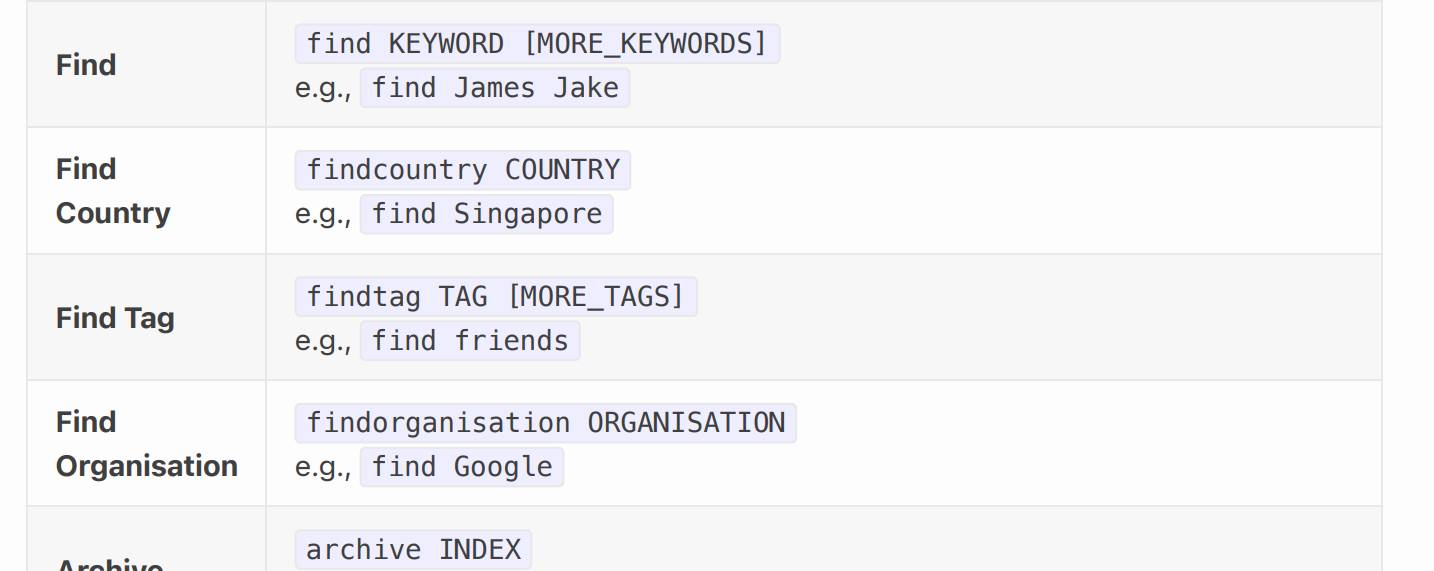 Find
find KEYWORD [MORE_KEYWORDS]
e.g., find James Jake
Find
Country
findcountry COUNTRY
e.g., find Singapore
Find Tag
findtag TAG [MORE_TAGS]
e.g., find friends
Find
Organisation
findorganisation ORGANISATION
e.g., find Google
Archive
archive INDEX